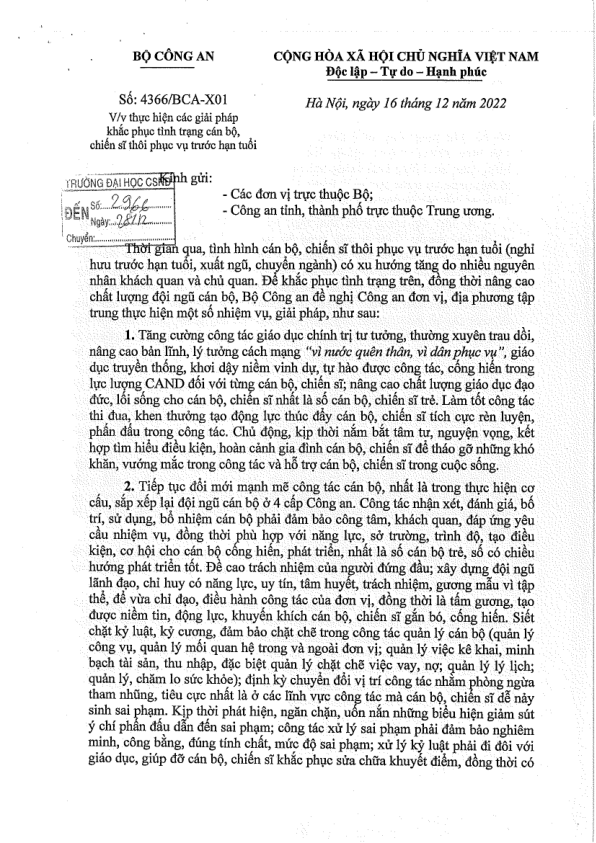 BỘ CÔNG AN
CỘNG HÒA XÃ HỘI CHỦ NGHĨA VIỆT NAM
Độc lập – Tự do – Hạnh phúc
Số: 4366/BCA-X01
Hà Nội, ngày 16 tháng 12 năm 2022
V/v thực hiện các giải pháp
khắc phục tình trạng cán bộ,
chiến sĩ thôi phục vụ trước hạn tuổi
TRƯỜNG ĐẠI HỌC CSND
ĐẾN
Số: 2966
Ngày: 28/12
Chuyển:
Kính gửi:
- Các đơn vị trực thuộc Bộ;
- Công an tỉnh, thành phố trực thuộc Trung ương.
Thời gian qua, tình hình cán bộ, chiến sĩ thôi phục vụ trước hạn tuổi (nghỉ
hưu trước hạn tuổi, xuất ngũ, chuyển ngành) có xu hướng tăng do nhiều nguyên
nhân khách quan và chủ quan. Để khắc phục tình trạng trên, đồng thời nâng cao
chất lượng đội ngũ cán bộ, Bộ Công an đề nghị Công an đơn vị, địa phương tập
trung thực hiện một số nhiệm vụ, giải pháp, như sau:
1. Tăng cường công tác giáo dục chính trị tư tưởng, thường xuyên trau dồi,
nâng cao bản lĩnh, lý tưởng cách mạng "vì nước quên thân, vì dân phục vụ", giáo
dục truyền thống, khơi dậy niềm vinh dự, tự hào được công tác, cống hiến trong
lực lượng CAND đối với từng cán bộ, chiến sĩ; nâng cao chất lượng giáo dục đạo
đức, lối sống cho cán bộ, chiến sĩ nhất là số cán bộ, chiến sĩ trẻ. Làm tốt công tác
thi đua, khen thưởng tạo động lực thúc đẩy cán bộ, chiến sĩ tích cực rèn luyện,
phấn đấu trong công tác. Chủ động, kịp thời nắm bắt tâm tư, nguyện vọng, kết
hợp tìm hiểu điều kiện, hoàn cảnh gia đình cán bộ, chiến sĩ để tháo gỡ những khó
khăn, vướng mắc trong công tác và hỗ trợ cán bộ, chiến sĩ trong cuộc sống.
2. Tiếp tục đổi mới mạnh mẽ công tác cán bộ, nhất là trong thực hiện cơ
cấu, sắp xếp lại đội ngũ cán bộ ở 4 cấp Công an. Công tác nhận xét, đánh giá, bố
trí, sử dụng, bổ nhiệm cán bộ phải đảm bảo công tâm, khách quan, đáp ứng yêu
cầu nhiệm vụ, đồng thời phù hợp với năng lực, sở trường, trình độ, tạo điều
kiện, cơ hội cho cán bộ cống hiến, phát triển, nhất là số cán bộ trẻ, số có chiều
hướng phát triển tốt. Đề cao trách nhiệm của người đứng đầu; xây dựng đội ngũ
lãnh đạo, chỉ huy có năng lực, uy tín, tâm huyết, trách nhiệm, gương mẫu vì tập
thể, để vừa chỉ đạo, điều hành công tác của đơn vị, đồng thời là tấm gương, tạo
được niềm tin, động lực, khuyến khích cán bộ, chiến sĩ gắn bó, cống hiến. Siết
chặt kỷ luật, kỷ cương, đảm bảo chặt chẽ trong công tác quản lý cán bộ (quản lý
công vụ, quản lý mối quan hệ trong và ngoài đơn vị; quản lý việc kê khai, minh
bạch tài sản, thu nhập, đặc biệt quản lý chặt chẽ việc vay, nợ; quản lý lý lịch;
quản lý, chăm lo sức khỏe); định kỳ chuyển đổi vị trí công tác nhằm phòng ngừa
tham nhũng, tiêu cực nhất là ở các lĩnh vực công tác mà cán bộ, chiến sĩ dễ nảy
sinh sai phạm. Kịp thời phát hiện, ngăn chặn, uốn nắn những biểu hiện giảm sút
ý chí phấn đấu dẫn đến sai phạm; công tác xử lý sai phạm phải đảm bảo nghiêm
minh, công bằng, đúng tính chất, mức độ sai phạm; xử lý kỷ luật phải đi đôi với
giáo dục, giúp đỡ cán bộ, chiến sĩ khắc phục sửa chữa khuyết điểm, đồng thời có